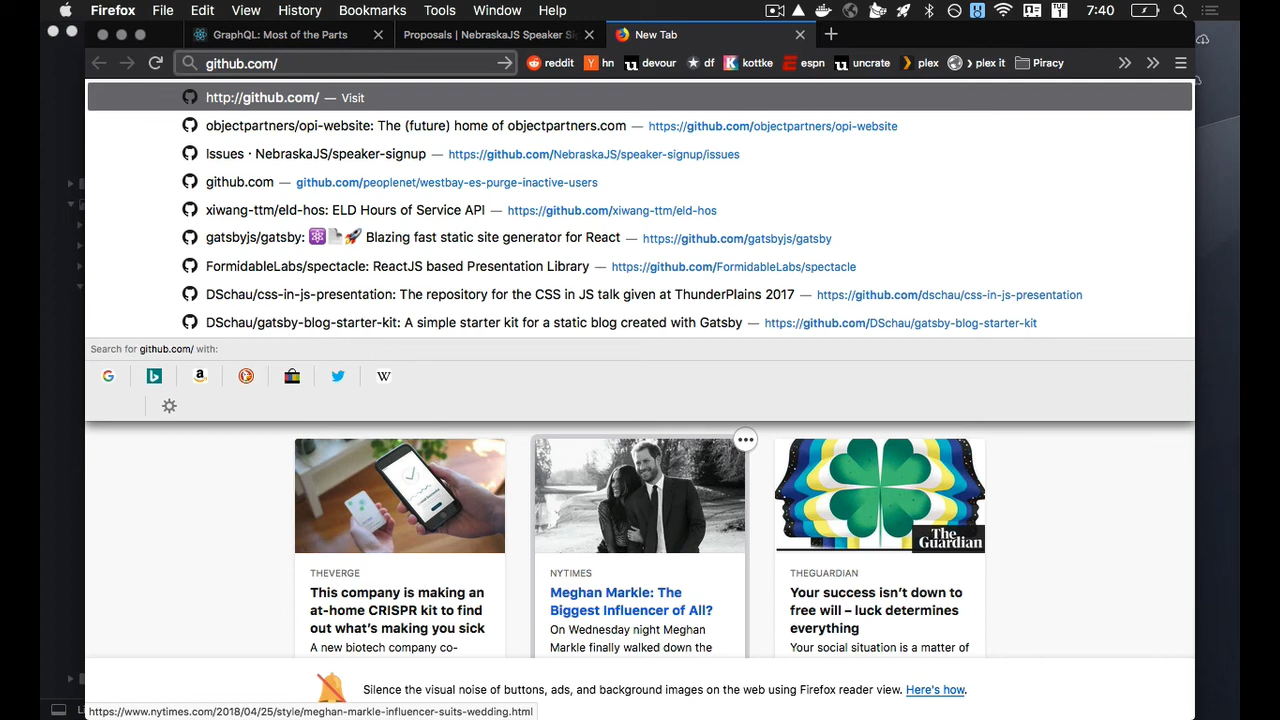 Firefox File Edit View History Bookmarks Tools Window Help TUE 1 7:40
GraphQL: Most of the Parts Proposals | NebraskaJS Speaker Si New Tab
github.com/ reddit hn devour df kottke espn uncrate plex › plex it Piracy
http://github.com/ — Visit
objectpartners/opi-website: The (future) home of objectpartners.com — https://github.com/objectpartners/opi-website
Issues · NebraskaJS/speaker-signup — https://github.com/NebraskaJS/speaker-signup/issues
github.com — github.com/peoplenet/westbay-es-purge-inactive-users
xiwang-ttm/eld-hos: ELD Hours of Service API — https://github.com/xiwang-ttm/eld-hos
gatsbyjs/gatsby: ⚛️📄🚀 Blazing fast static site generator for React — https://github.com/gatsbyjs/gatsby
FormidableLabs/spectacle: ReactJS based Presentation Library — https://github.com/FormidableLabs/spectacle
DSchau/css-in-js-presentation: The repository for the CSS in JS talk given at ThunderPlains 2017 — https://github.com/dschau/css-in-js-presentation
DSchau/gatsby-blog-starter-kit: A simple starter kit for a static blog created with Gatsby — https://github.com/DSchau/gatsby-blog-starter-kit
Search for github.com/ with:
The Guardian
THEVERGE
This company is making an
at-home CRISPR kit to find
out what's making you sick
A new biotech company co-
NYTIMES
Meghan Markle: The
Biggest Influencer of All?
On Wednesday night Meghan
Markle finally walked down the
THEGUARDIAN
Your success isn't down to
free will – luck determines
everything
Your social situation is a matter of
Silence the visual noise of buttons, ads, and background images on the web using Firefox reader view. Here's how.
https://www.nytimes.com/2018/04/25/style/meghan-markle-influencer-suits-wedding.html